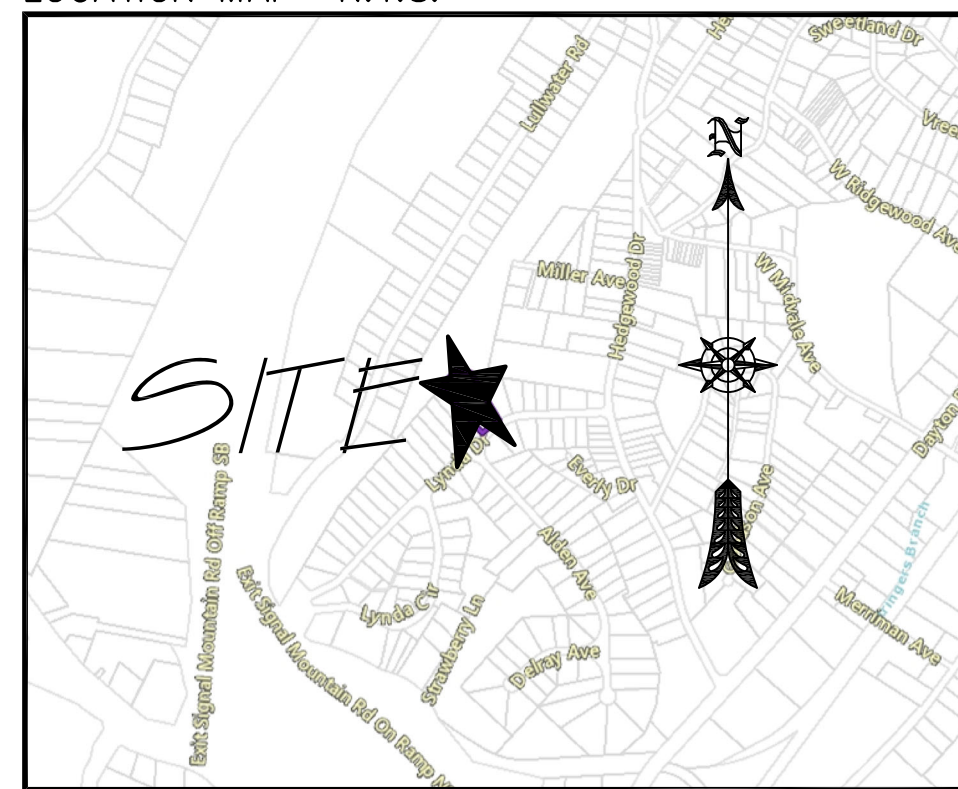 Sweetland Dr
Lullwater Rd
N
W Ridgewood Ave
Miller Ave
Hedgewood Dr
W Midvale Ave
SITE
Lynda Dr
Everly Dr
Exit Signal Mountain Rd Off Ramp SB
Alden Ave
Exit Signal Mountain Rd On Ramp
Lynda Cir
Strawberry Ln
Delray Ave
Merriman Ave
Branch